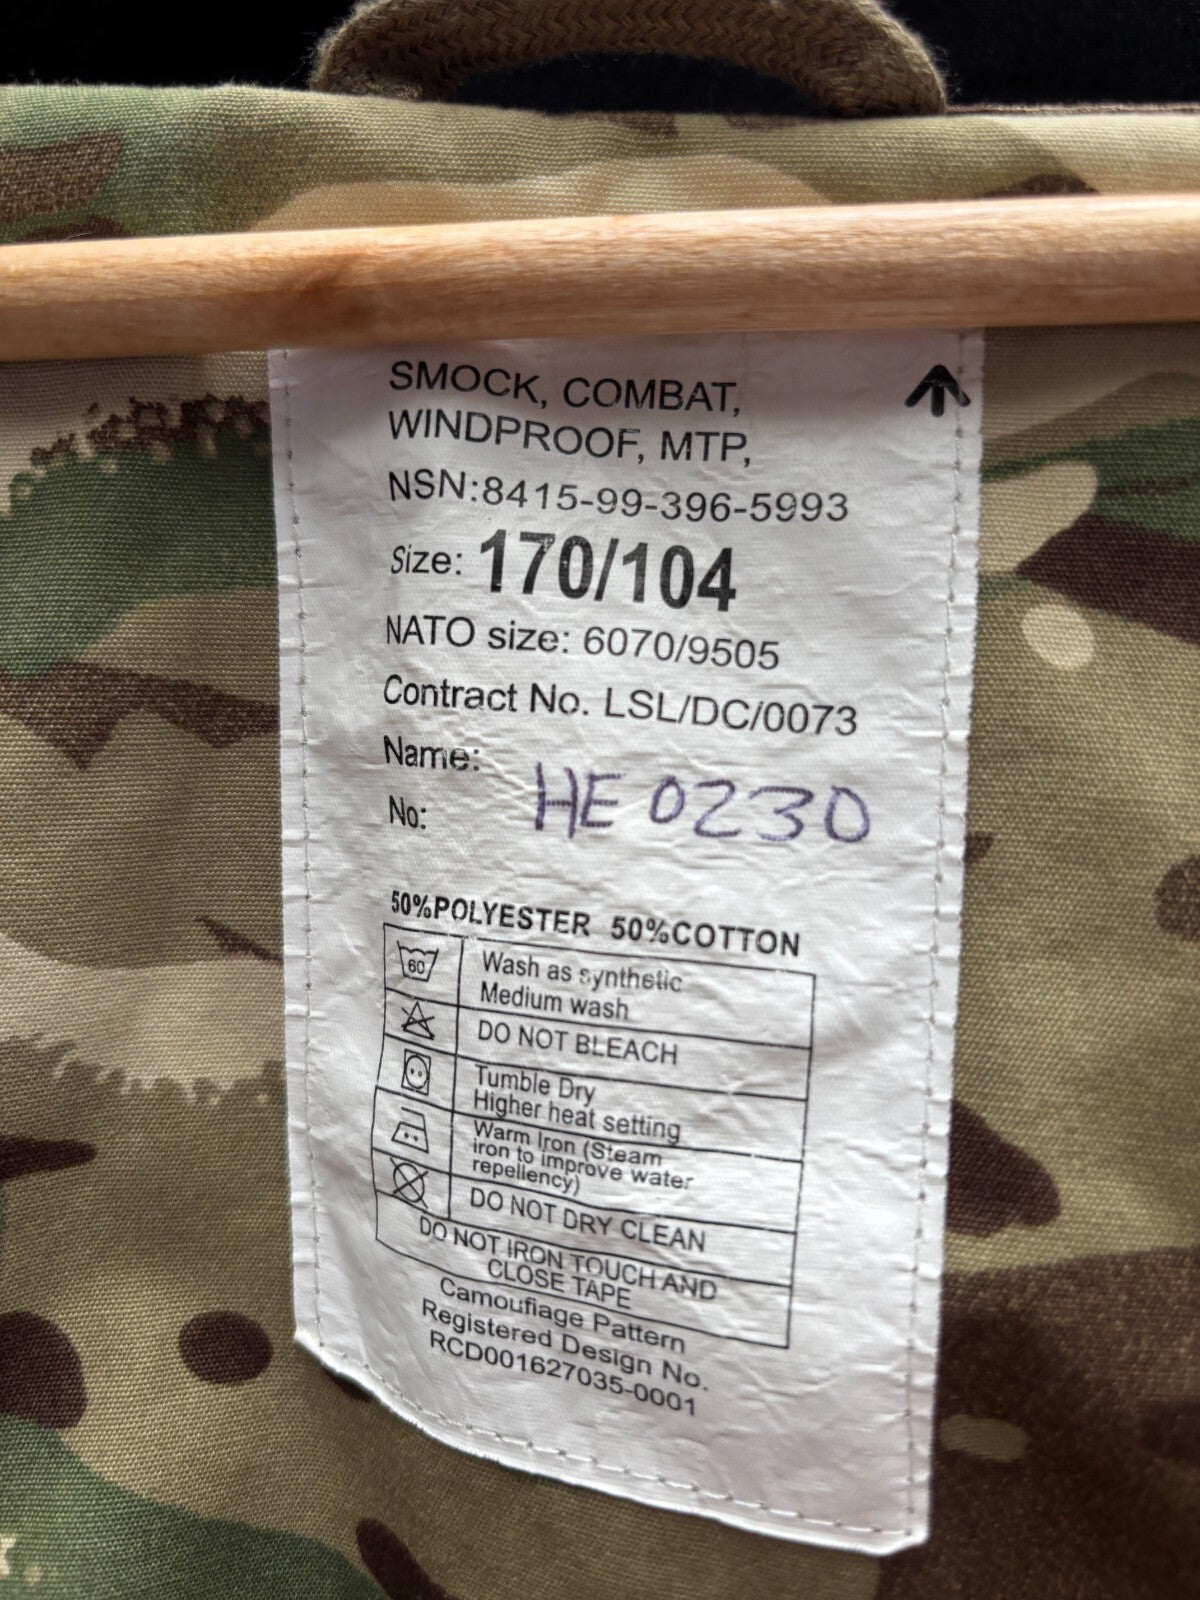 SMOCK, COMBAT,
WINDPROOF, MTP,
NSN:8415-99-396-5993
Size: 170/104
NATO size: 6070/9505
Contract No. LSL/DC/0073
Name:
No: HE 0230
50%POLYESTER 50%COTTON
60 Wash as synthetic
Medium wash
DO NOT BLEACH
Tumble Dry
Higher heat setting
Warm Iron (Steam
iron to improve water
repellency)
DO NOT DRY CLEAN
DO NOT IRON TOUCH AND
CLOSE TAPE
Camouflage Pattern
Registered Design No.
RCD001627035-0001